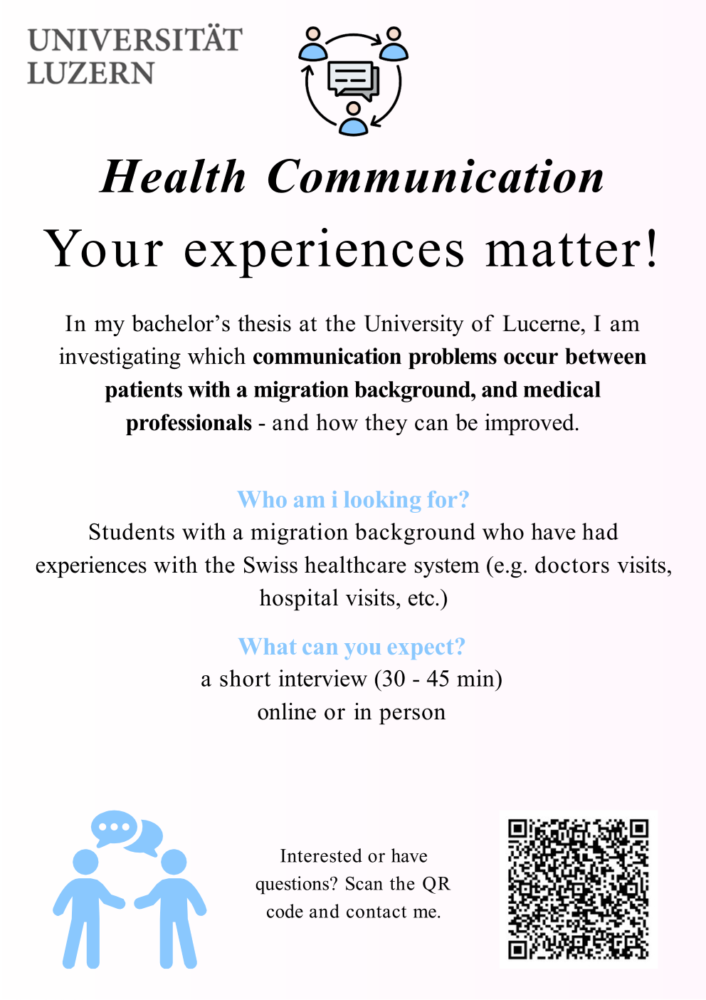 UNIVERSITÄT
LUZERN
Health Communication
Your experiences matter!
In my bachelor’s thesis at the University of Lucerne, I am
investigating which communication problems occur between
patients with a migration background, and medical
professionals - and how they can be improved.
Who am i looking for?
Students with a migration background who have had
experiences with the Swiss healthcare system (e.g. doctors visits,
hospital visits, etc.)
What can you expect?
a short interview (30 - 45 min)
online or in person
Interested or have
questions? Scan the QR
code and contact me.